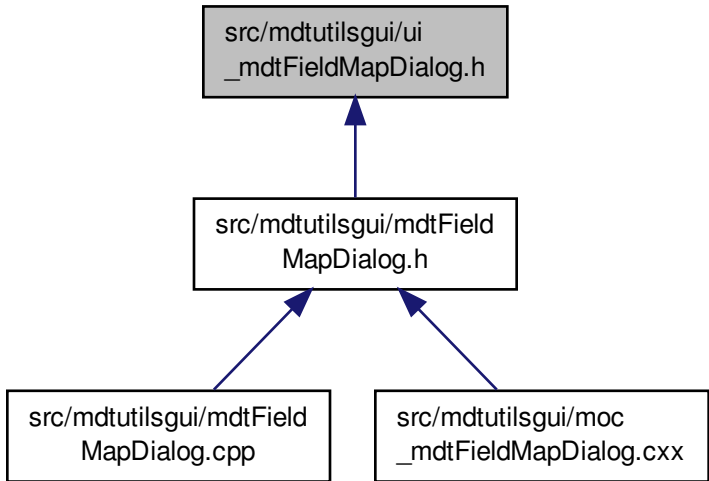 src/mdtutilsgui/ui
_mdtFieldMapDialog.h
src/mdtutilsgui/mdtField
MapDialog.h
src/mdtutilsgui/mdtField
MapDialog.cpp
src/mdtutilsgui/moc
_mdtFieldMapDialog.cxx